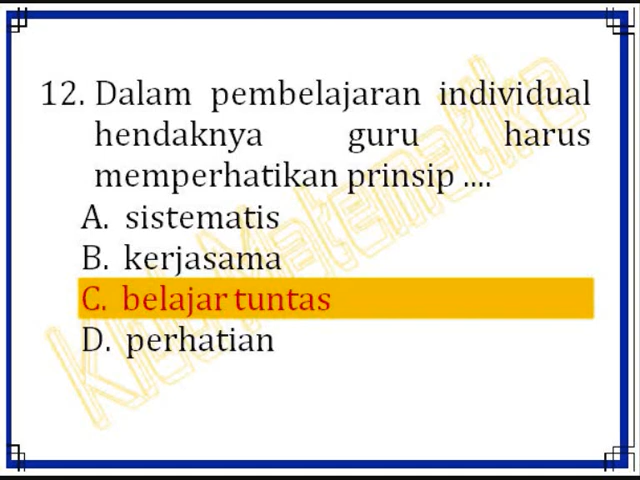 12. Dalam pembelajaran individual
hendaknya guru harus
memperhatikan prinsip ....
A. sistematis
B. kerjasama
C. belajar tuntas
D. perhatian